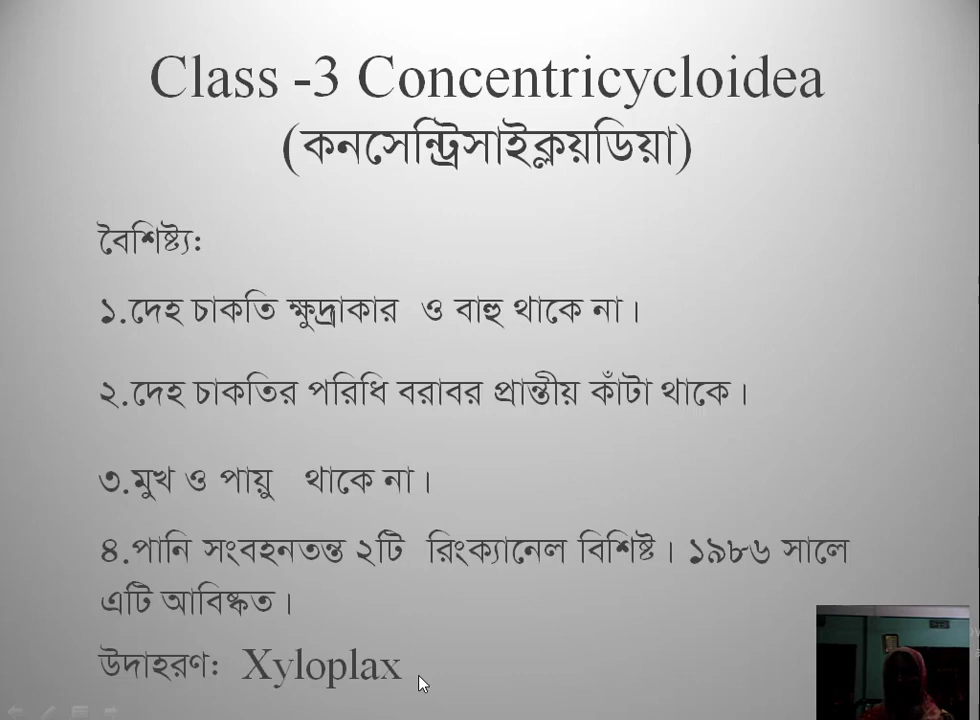 Class -3 Concentricycloidea
(কনসেন্ট্রিসাইক্লয়ডিয়া)
বৈশিষ্ট্য:
১.দেহ চাকতি ক্ষুদ্রাকার ও বাহু থাকে না।
২.দেহ চাকতির পরিধি বরাবর প্রান্তীয় কাঁটা থাকে।
৩.মুখ ও পায়ু থাকে না।
৪.পানি সংবহনতন্ত ২টি রিংক্যানেল বিশিষ্ট। ১৯৮৬ সালে
এটি আবিষ্কত।
উদাহরণ: Xyloplax